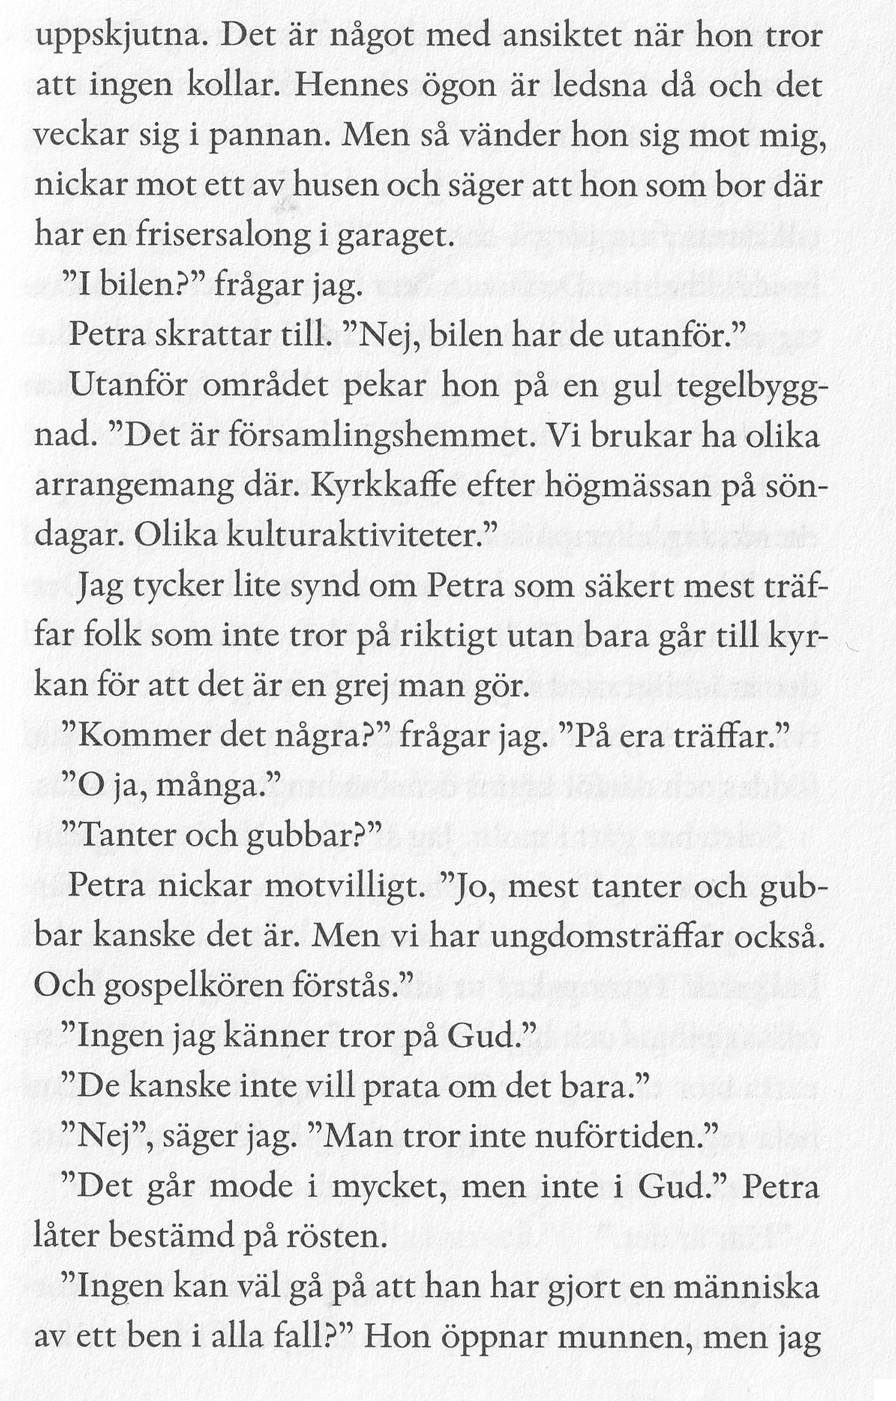 uppskjutna. Det är något med ansiktet när hon tror
att ingen kollar. Hennes ögon är ledsna då och det
veckar sig i pannan. Men så vänder hon sig mot mig,
nickar mot ett av husen och säger att hon som bor där
har en frisersalong i garaget.
”I bilen?” frågar jag.
Petra skrattar till. ”Nej, bilen har de utanför.”
Utanför området pekar hon på en gul tegelbygg-
nad. ”Det är församlingshemmet. Vi brukar ha olika
arrangemang där. Kyrkkaffe efter högmässan på sön-
dagar. Olika kulturaktiviteter.”
Jag tycker lite synd om Petra som säkert mest träf-
far folk som inte tror på riktigt utan bara går till kyr-
kan för att det är en grej man gör.
”Kommer det några?” frågar jag. ”På era träffar.”
”O ja, många.”
”Tanter och gubbar?”
Petra nickar motvilligt. ”Jo, mest tanter och gub-
bar kanske det är. Men vi har ungdomsträffar också.
Och gospelkören förstås.”
”Ingen jag känner tror på Gud.”
”De kanske inte vill prata om det bara.”
”Nej”, säger jag. ”Man tror inte nuförtiden.”
”Det går mode i mycket, men inte i Gud.” Petra
låter bestämd på rösten.
”Ingen kan väl gå på att han har gjort en människa
av ett ben i alla fall?” Hon öppnar munnen, men jag